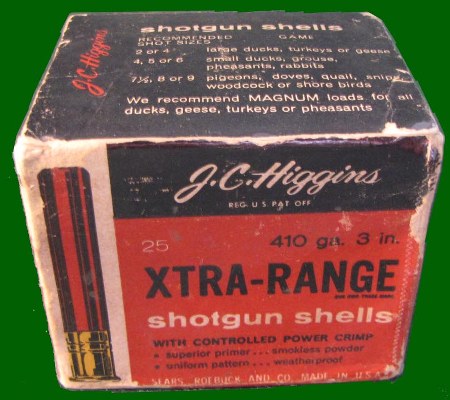 shotgun shells
RECOMMENDED SHOT SIZES GAME
2 or 4* large ducks, turkeys or geese
4, 5, or 6* small ducks, grouse, pheasants, rabbits
7½, 8 or 9 pigeons, doves, quail, snipe, woodcock or shore birds
We recommend MAGNUM loads for all
ducks, geese, turkeys or pheasants
J.C. Higgins
J.C. Higgins
REG. U.S. PAT. OFF.
25 410 ga. 3 in.
XTRA-RANGE
shotgun shells
WITH CONTROLLED POWER CRIMP
• superior primer... smokless powder
• uniform pattern... weatherproof
SEARS, ROEBUCK AND CO. MADE IN U.S.A.